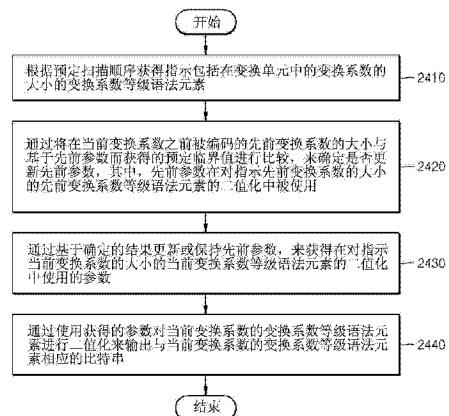 开始
根据预定扫描顺序获得指示包括在变换单元中的变换系数的
大小的变换系数等级语法元素
2410
通过将在当前变换系数之前被编码的先前变换系数的大小与
基于先前参数而获得的预定临界值进行比较，来确定是否更
新先前参数，其中，先前参数在对指示先前变换系数的大小
的先前变换系数等级语法元素的二值化中被使用
2420
通过基于确定的结果更新或保持先前参数，来获得在对指示
当前变换系数的大小的当前变换系数等级语法元素的二值化
中使用的参数
2430
通过使用获得的参数对当前变换系数的变换系数等级语法元
素进行二值化来输出与当前变换系数的变换系数等级语法元
素相应的比特串
2440
结束